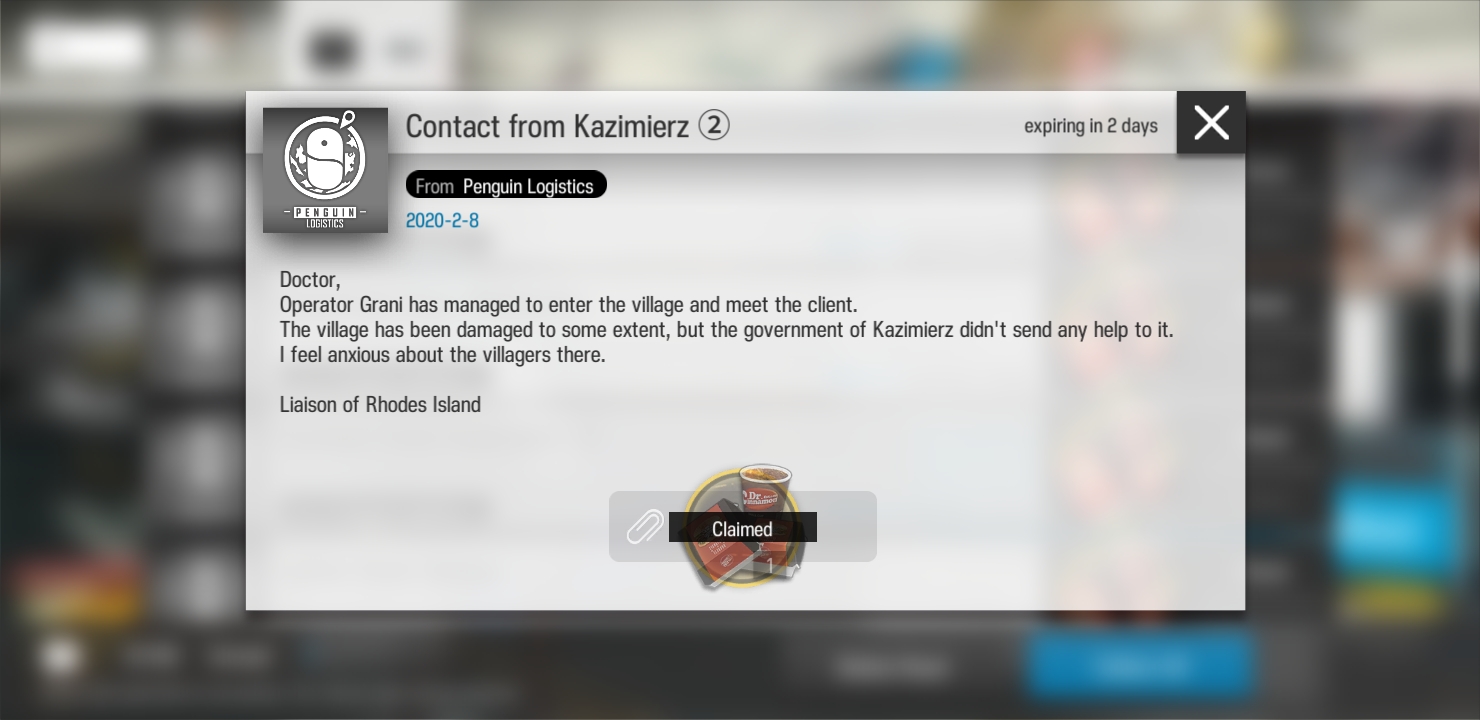 Contact from Kazimierz ②
expiring in 2 days
From Penguin Logistics
2020-2-8
PENGUIN
LOGISTICS
Doctor,
Operator Grani has managed to enter the village and meet the client.
The village has been damaged to some extent, but the government of Kazimierz didn't send any help to it.
I feel anxious about the villagers there.
Liaison of Rhodes Island
Dr.
Claimed
1